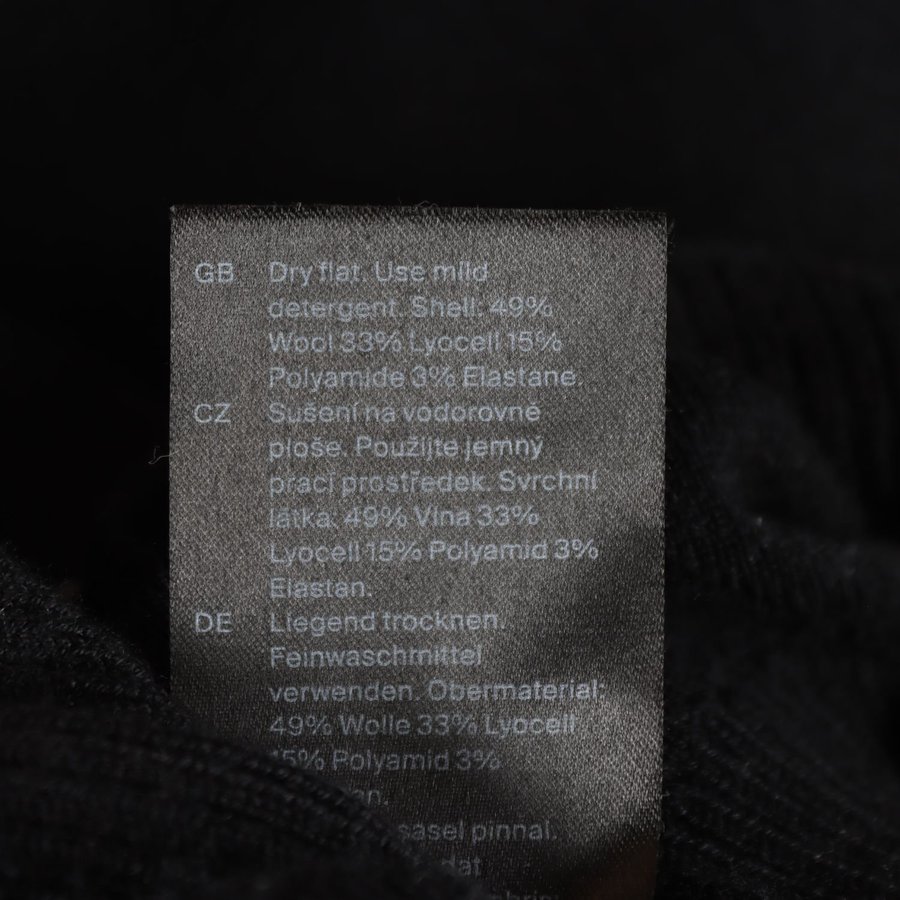 GB Dry flat. Use mild
detergent. Shell: 49%
Wool 33% Lyocell 15%
Polyamide 3% Elastane.
CZ Sušení na vodorovné
ploše. Použijte jemný
prací prostředek. Svrchní
látka: 49% Vlna 33%
Lyocell 15% Polyamid 3%
Elastan.
DE Liegend trocknen.
Feinwaschmittel
verwenden. Obermaterial:
49% Wolle 33% Lyocell
15% Polyamid 3%
pinnal.